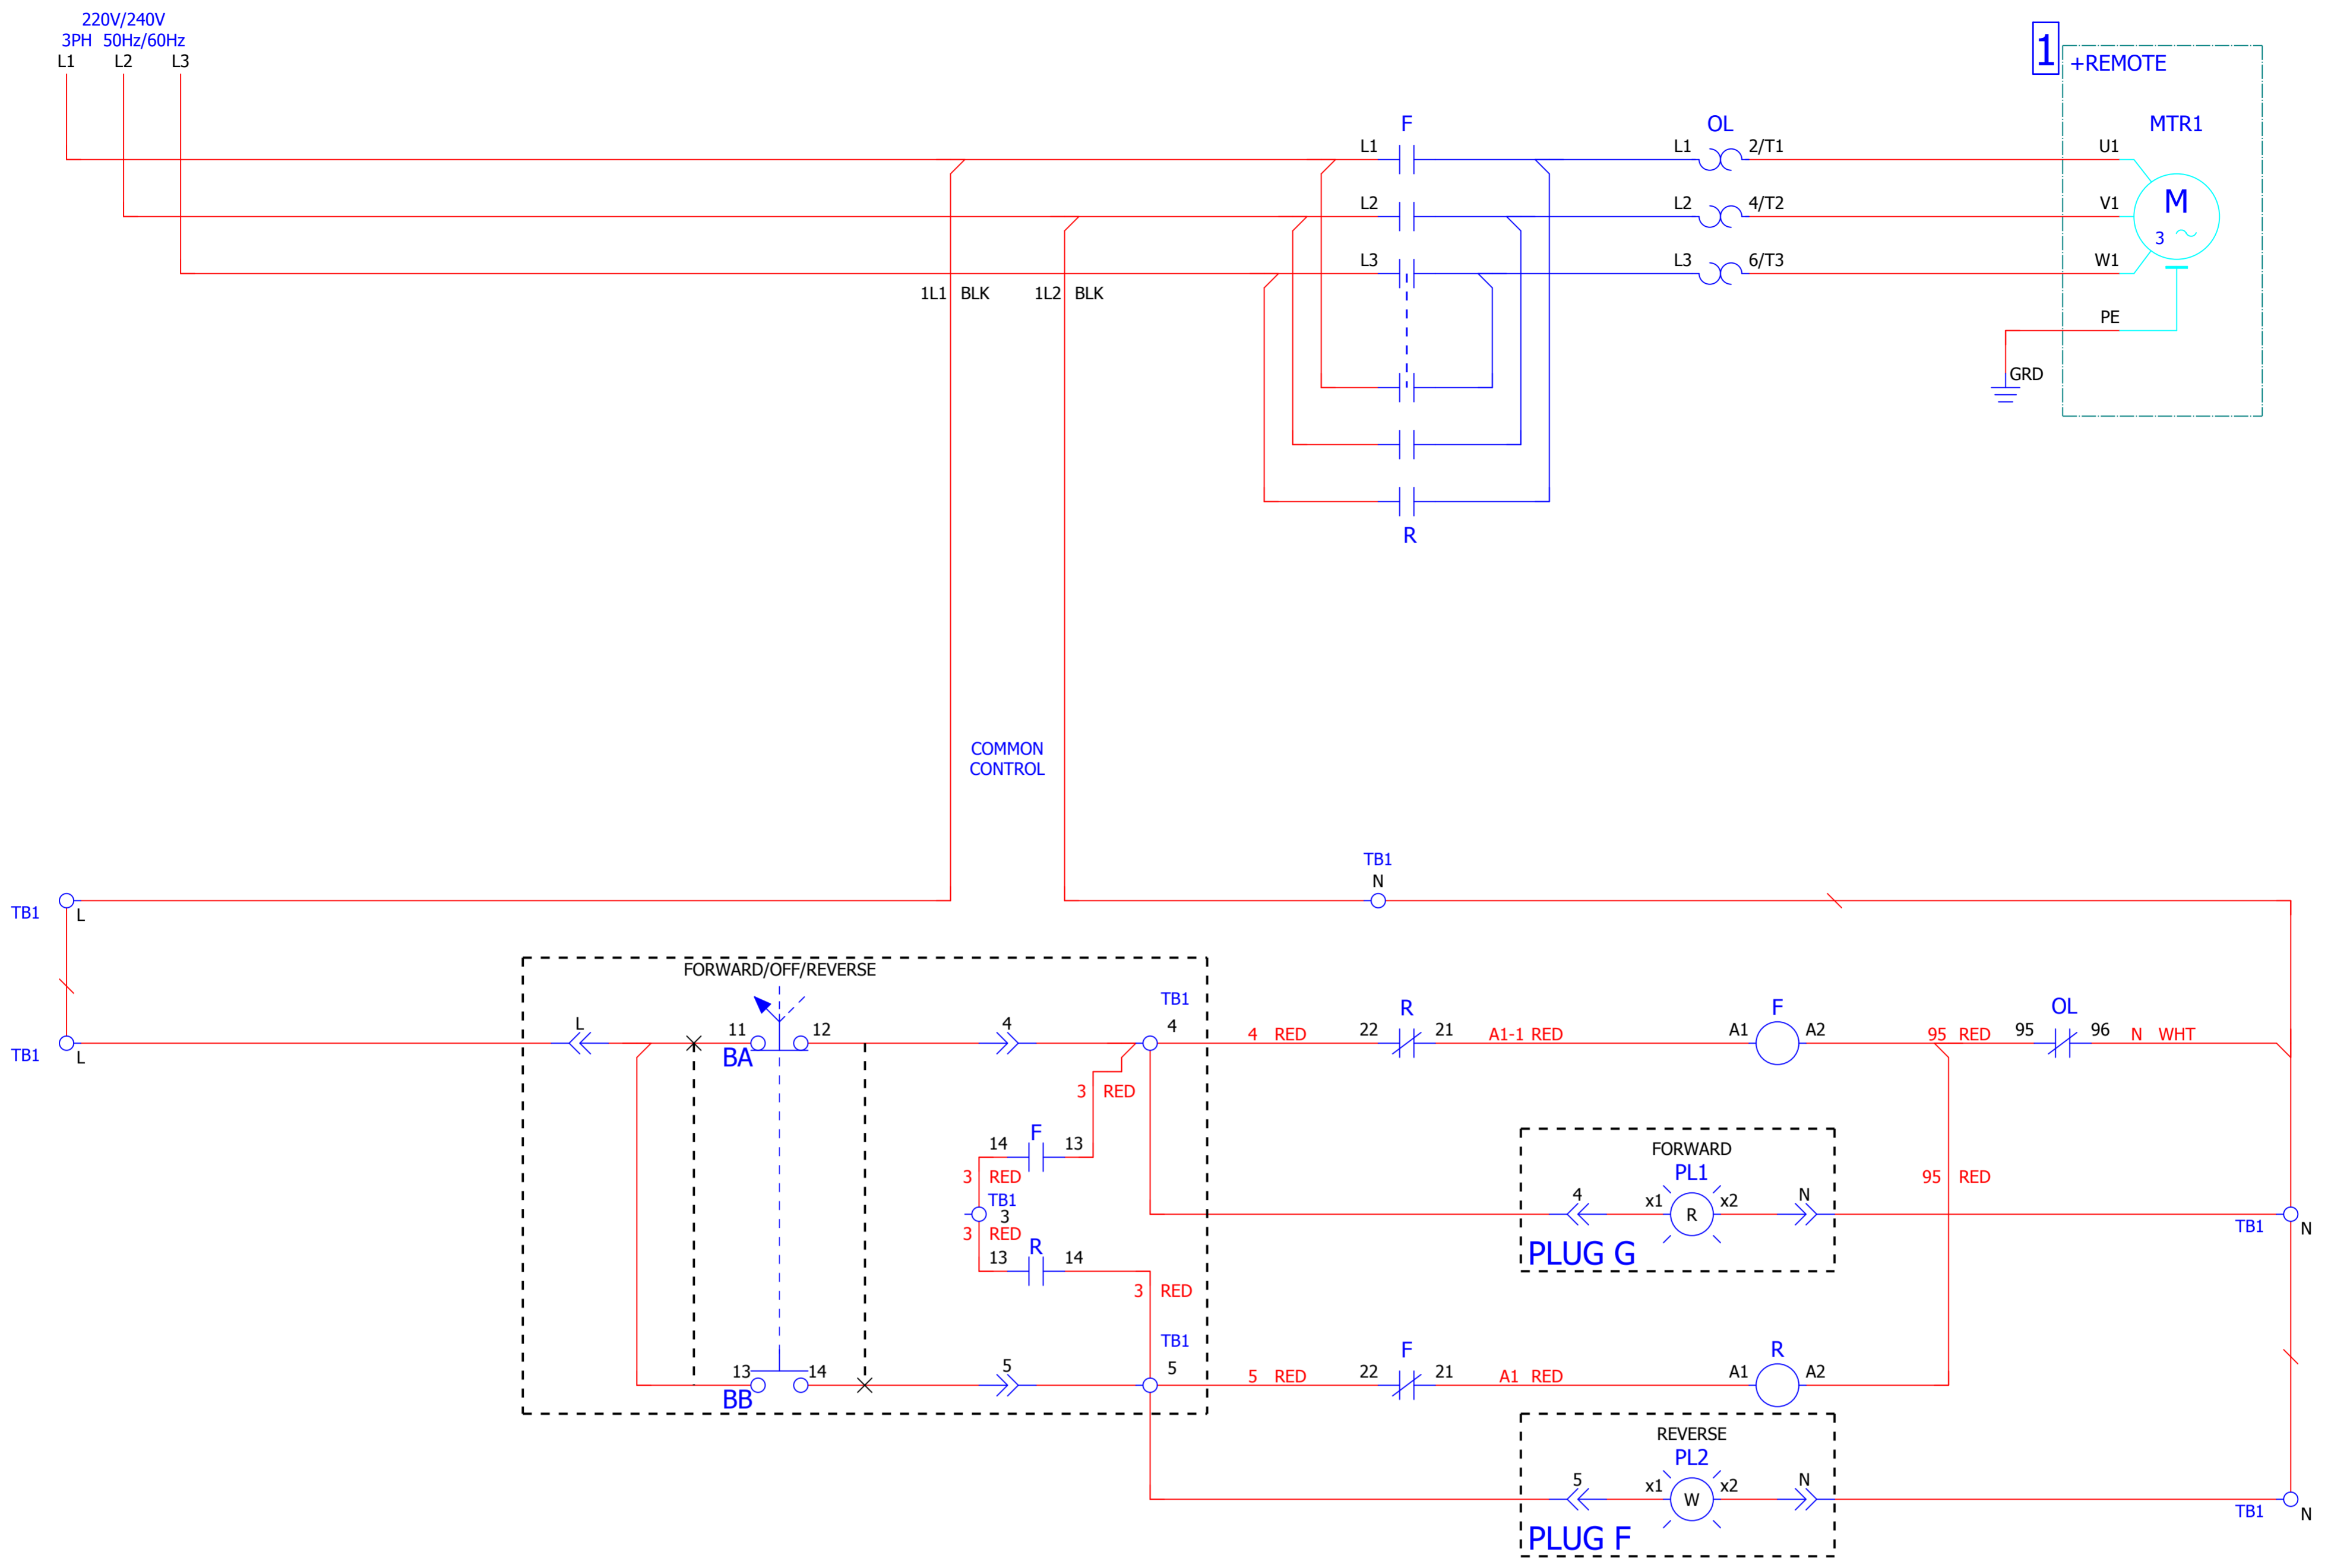 220V/240V
3PH 50Hz/60Hz
L1 L2 L3
1
+REMOTE
F OL MTR1
L1 L1 2/T1 U1
L2 L2 4/T2 V1 M
3
L3 L3 6/T3 W1
1L1 BLK 1L2 BLK
PE
GRD
R
COMMON
CONTROL
TB1
N
TB1 L
FORWARD/OFF/REVERSE
TB1
L 11 12 4 4
R F OL
4 RED 22 21 A1-1 RED A1 A2 95 RED 95 96 N WHT
TB1 L
BA
3 RED
F
14 13
3 RED
TB1
3
3 RED
R
13 14
3 RED
FORWARD
PL1
4 x1 R x2 N
PLUG G
95 RED
TB1 N
TB1
13 14 5 5
BB
F R
5 RED 22 21 A1 RED A1 A2
REVERSE
PL2
5 x1 W x2 N
PLUG F
TB1 N